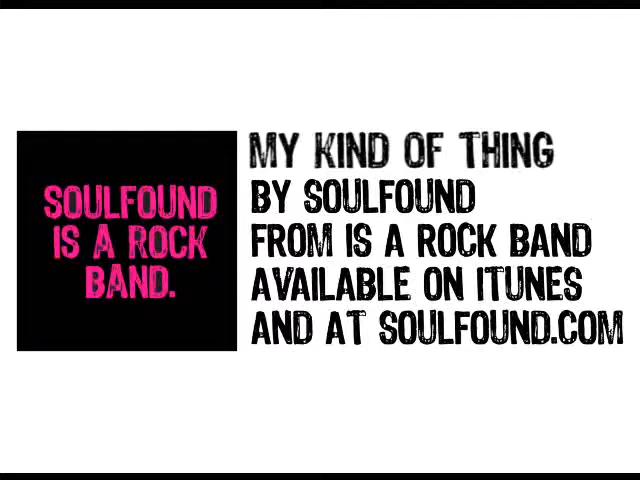 SOULFOUND
IS A ROCK
BAND.
MY KIND OF THING
BY SOULFOUND
FROM IS A ROCK BAND
AVAILABLE ON ITUNES
AND AT SOULFOUND.COM